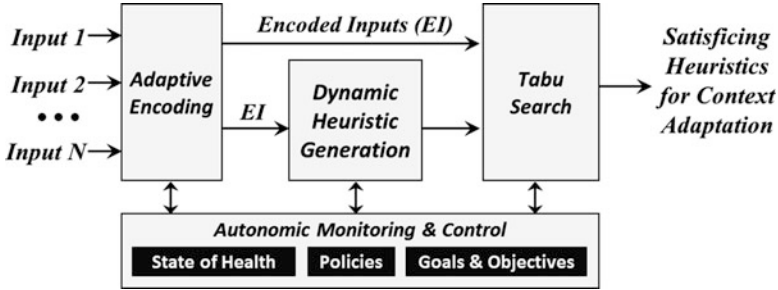 Input 1
Input 2
•••
Input N
Adaptive
Encoding
Encoded Inputs (EI)
EI
Dynamic
Heuristic
Generation
Tabu
Search
Satisficing
Heuristics
for Context
Adaptation
Autonomic Monitoring & Control
State of Health
Policies
Goals & Objectives